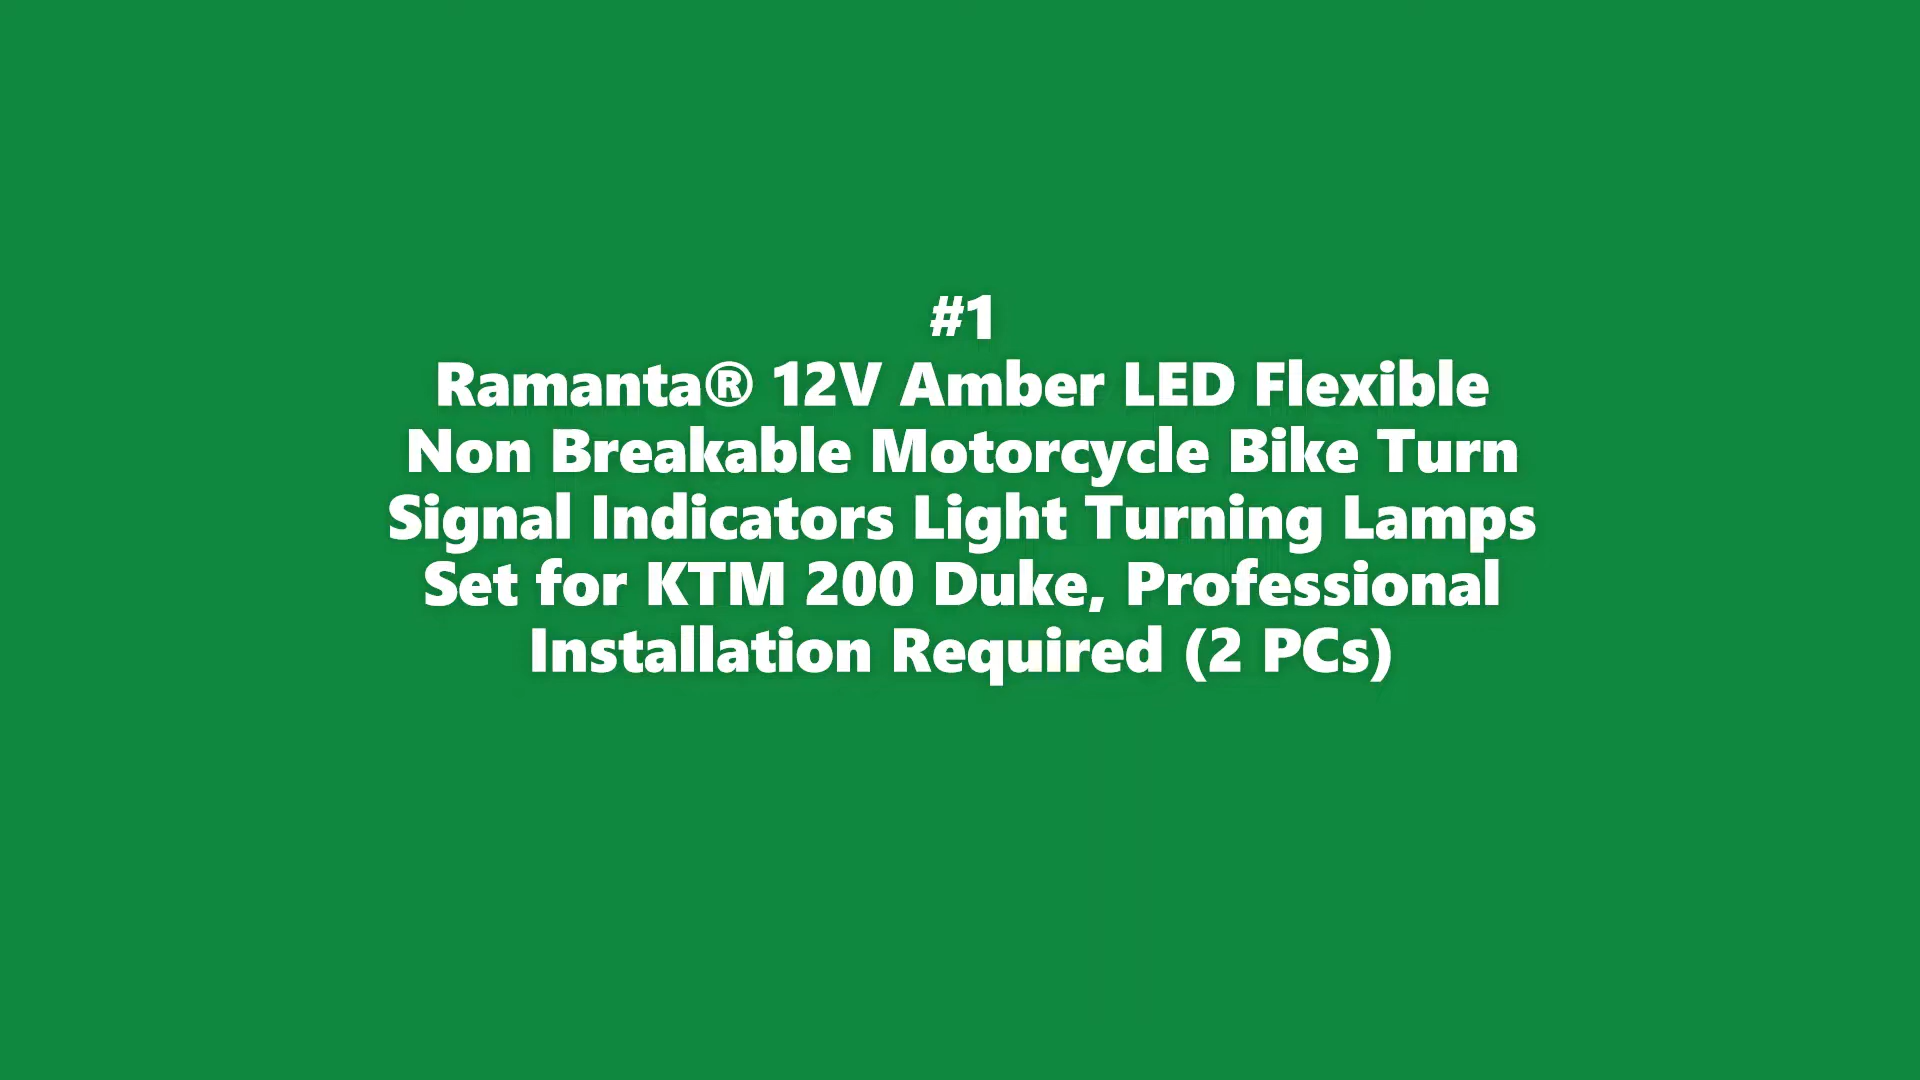 #1
Ramanta® 12V Amber LED Flexible
Non Breakable Motorcycle Bike Turn
Signal Indicators Light Turning Lamps
Set for KTM 200 Duke, Professional
Installation Required (2 PCs)